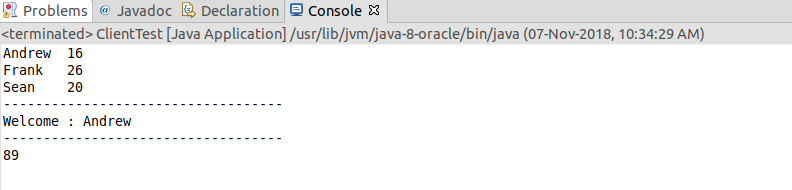 Problems @ Javadoc Declaration Console
<terminated> ClientTest [Java Application] /usr/lib/jvm/java-8-oracle/bin/java (07-Nov-2018, 10:34:29 AM)
Andrew 16
Frank 26
Sean 20
-----------------------------------
Welcome : Andrew
-----------------------------------
89